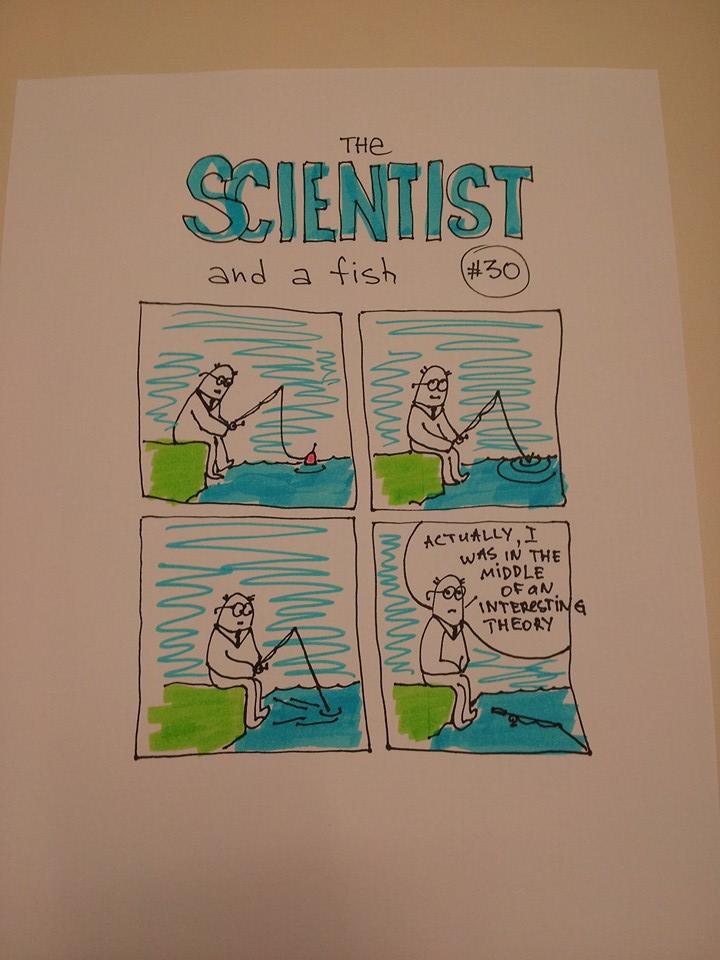 THe
SCIENTIST
and a fish
#30
ACTUALLY, I
WAS IN THE
MIDDLE
OF aN
INTEReSTING
THEORY